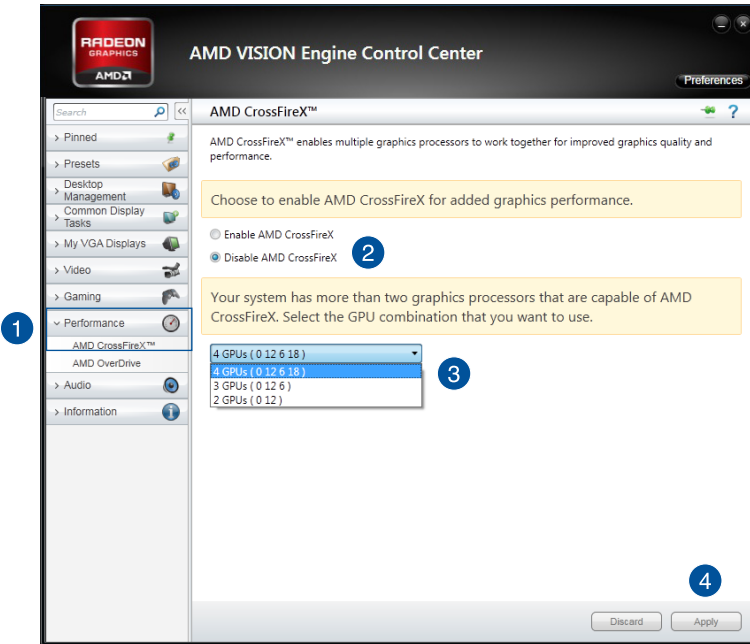 RADEON
GRAPHICS
AMD
AMD VISION Engine Control Center
Preferences
Search
<<
AMD CrossFireX™
?
Pinned
Presets
Desktop
Management
Common Display
Tasks
My VGA Displays
Video
Gaming
1
Performance
AMD CrossFireX™
AMD OverDrive
Audio
Information
AMD CrossFireX™ enables multiple graphics processors to work together for improved graphics quality and
performance.
Choose to enable AMD CrossFireX for added graphics performance.
Enable AMD CrossFireX
Disable AMD CrossFireX
2
Your system has more than two graphics processors that are capable of AMD
CrossFireX. Select the GPU combination that you want to use.
4 GPUs ( 0 12 6 18 )
4 GPUs ( 0 12 6 18 )
3 GPUs ( 0 12 6 )
2 GPUs ( 0 12 )
3
4
Discard
Apply